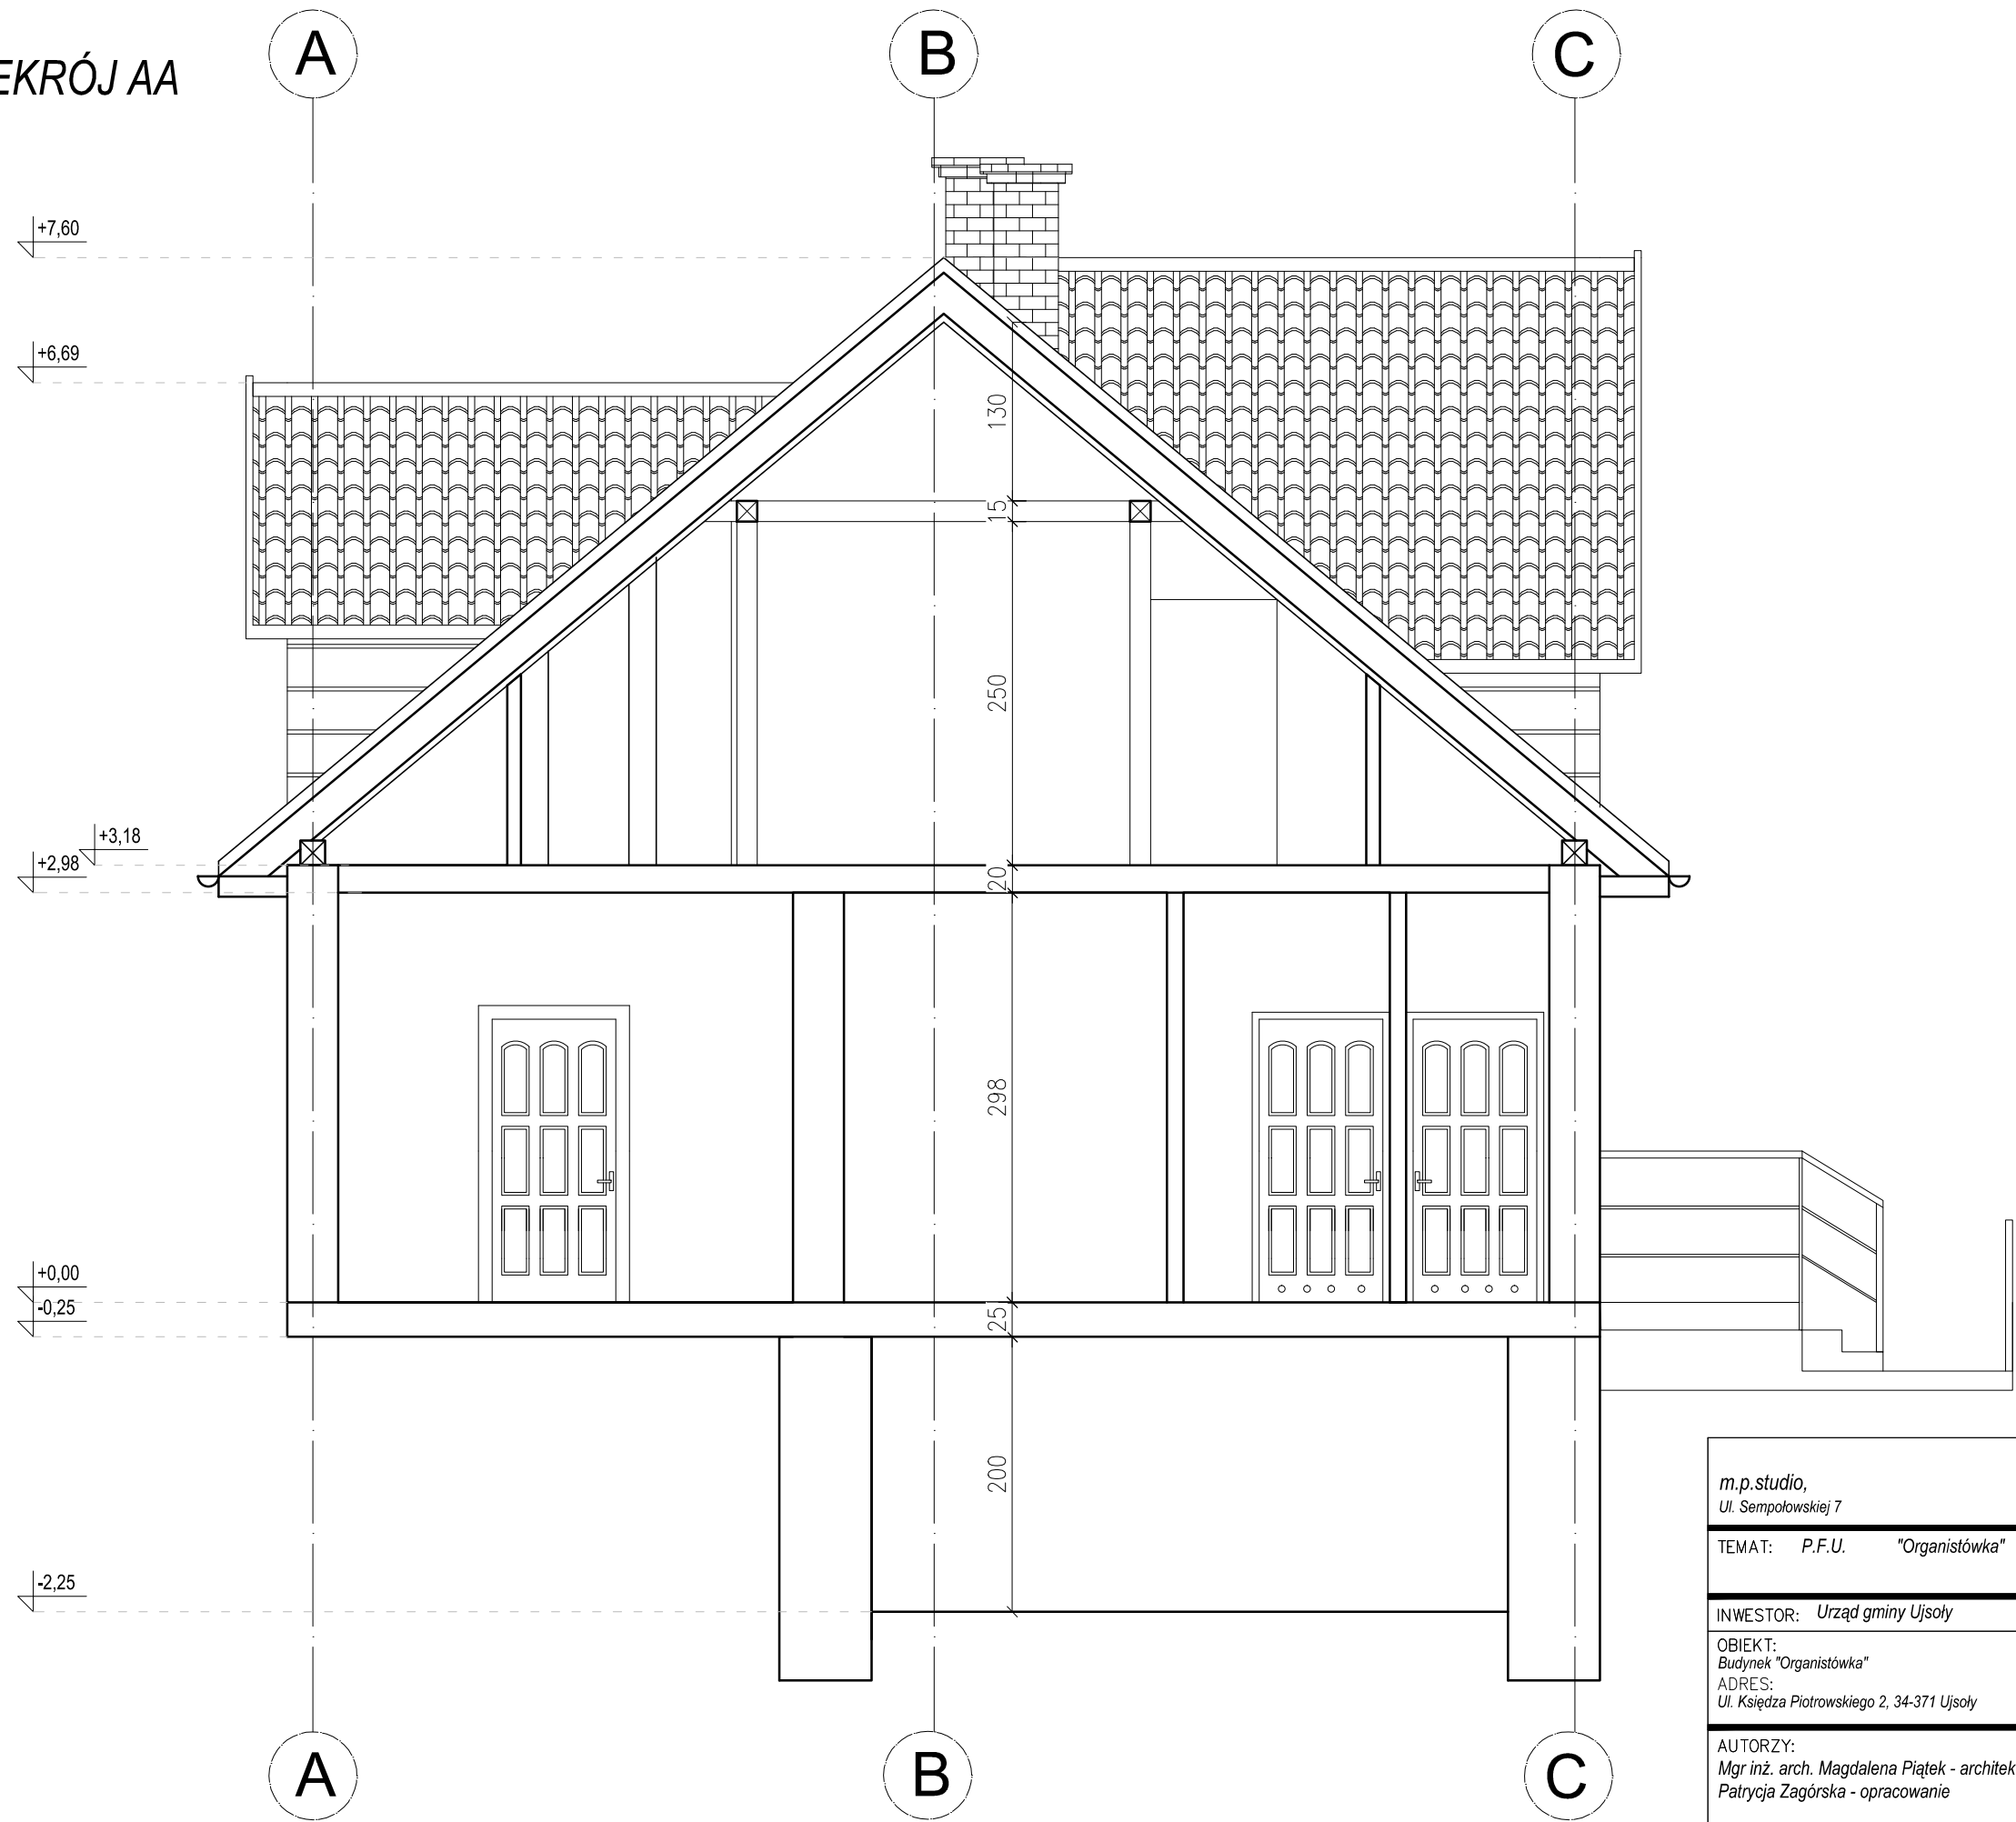 A
B
C
EKRÓJ AA
+7,60
+6,69
130
15
250
+3,18
+2,98
20
298
+0,00
-0,25
25
200
-2,25
m.p.studio,
Ul. Sempołowskiej 7
TEMAT: P.F.U. "Organistówka"
INWESTOR: Urząd gminy Ujsoły
OBIEKT:
Budynek "Organistówka"
ADRES:
Ul. Księdza Piotrowskiego 2, 34-371 Ujsoły
AUTORZY:
Mgr inż. arch. Magdalena Piątek - architek
Patrycja Zagórska - opracowanie
A
B
C